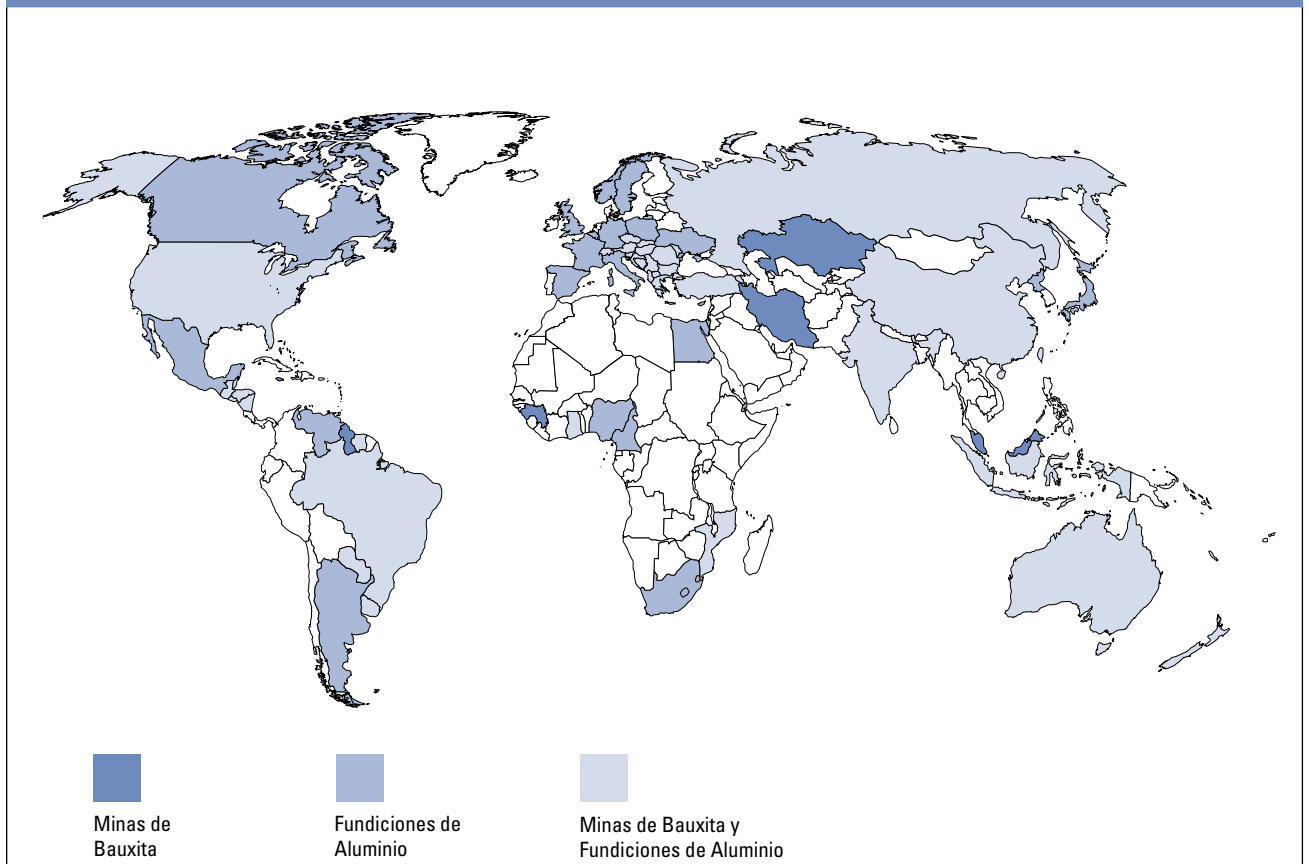 Minas de
Bauxita
Fundiciones de
Aluminio
Minas de Bauxita y
Fundiciones de Aluminio